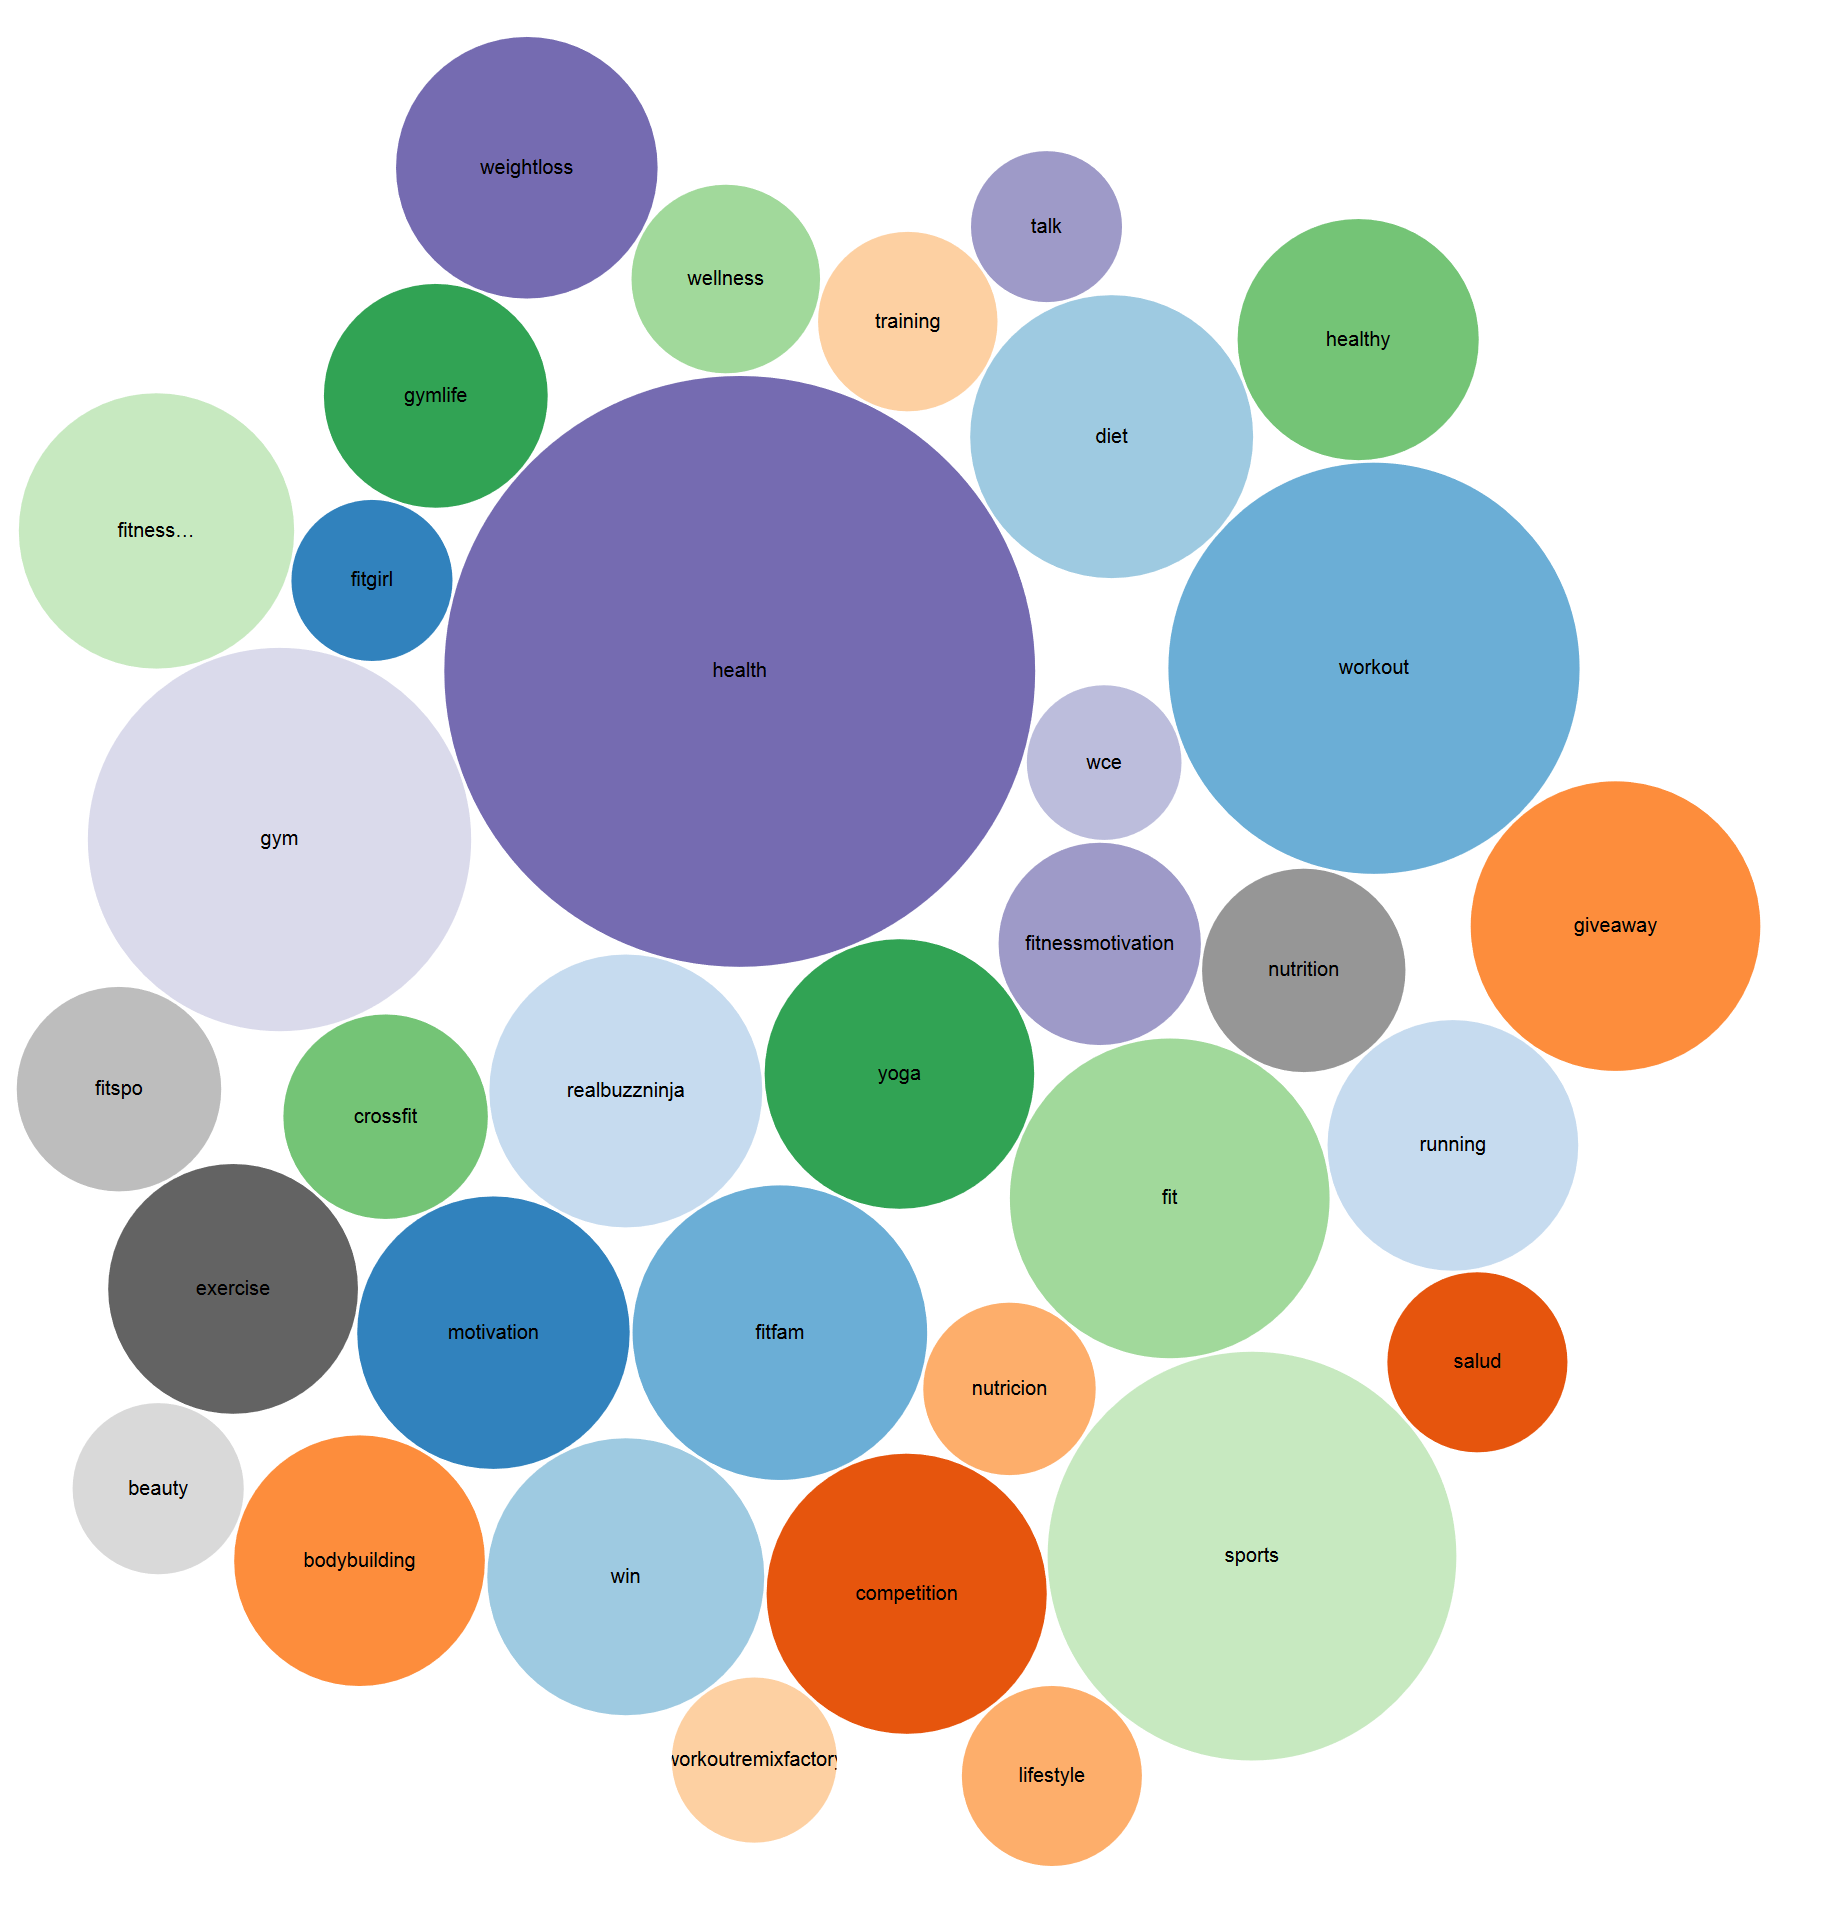 weightloss
talk
wellness
training
healthy
gymlife
diet
fitness…
fitgirl
health
workout
wce
gym
giveaway
fitnessmotivation
nutrition
yoga
fitspo
realbuzzninja
crossfit
running
fit
exercise
motivation
fitfam
salud
nutricion
beauty
sports
bodybuilding
win
competition
workoutremixfactory
lifestyle